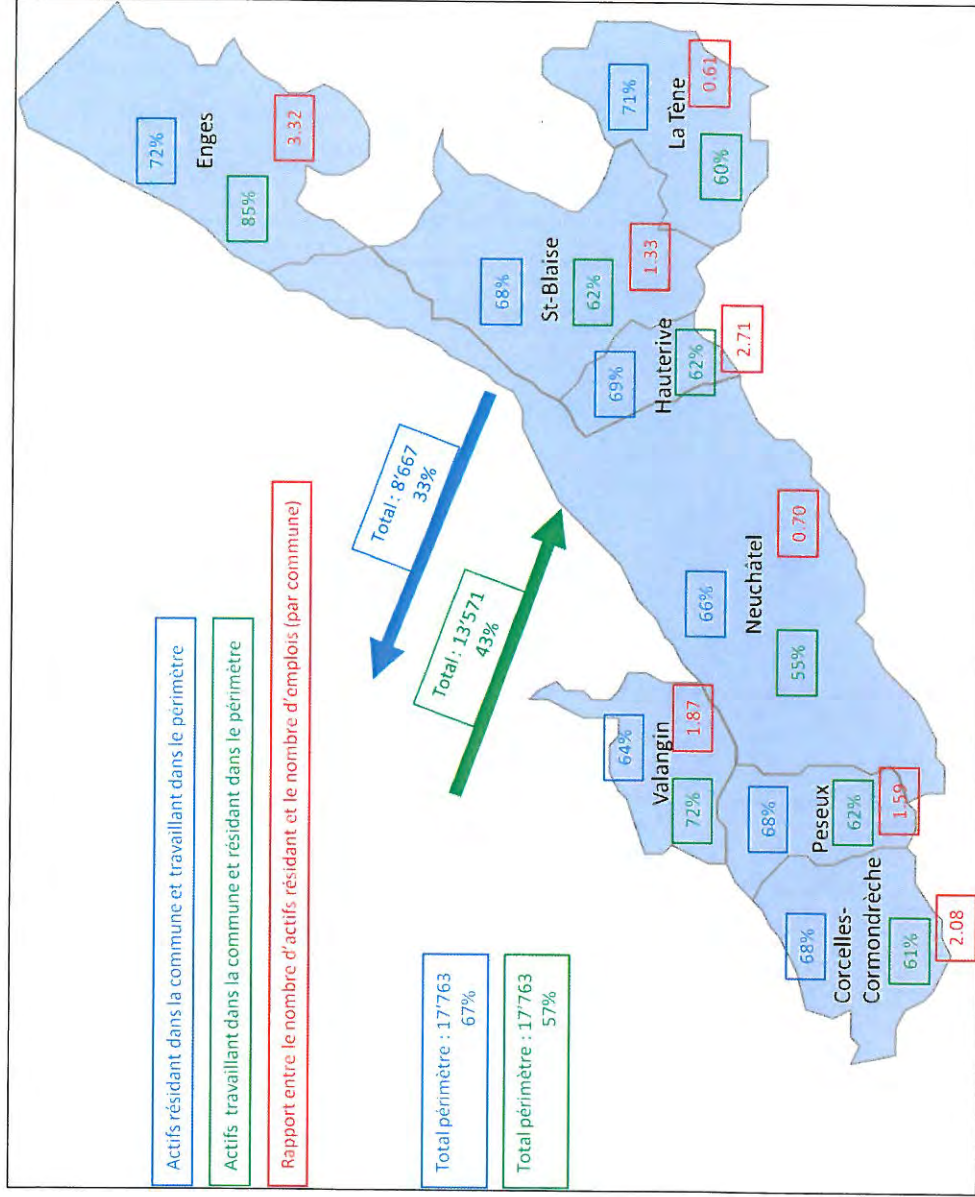 Actifs résidant dans la commune et travaillant dans le périmètre
Actifs travaillant dans la commune et résidant dans le périmètre
Rapport entre le nombre d'actifs résidant et le nombre d'emplois (par commune)
Total périmètre : 17'763
67%
Total périmètre : 17'763
57%
Total : 8'667
33%
Total : 13'571
43%
72%
Enges
85%
3.32
68%
St-Blaise
62%
1.33
71%
La Tène
60%
0.61
69%
Hauterive
62%
2.71
66%
Neuchâtel
55%
0.70
64%
Valangin
72%
1.87
68%
Peseux
62%
1.59
68%
Corcelles-
Cormondrèche
61%
2.08